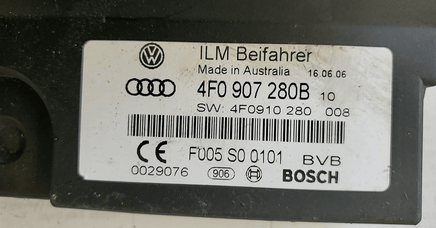 ILM Beifahrer
Made in Australia 16.06.06
4F0 907 280B 10
SW: 4F0910 280 008
CE F005 S0 0101 BVB
0029076 906 BOSCH